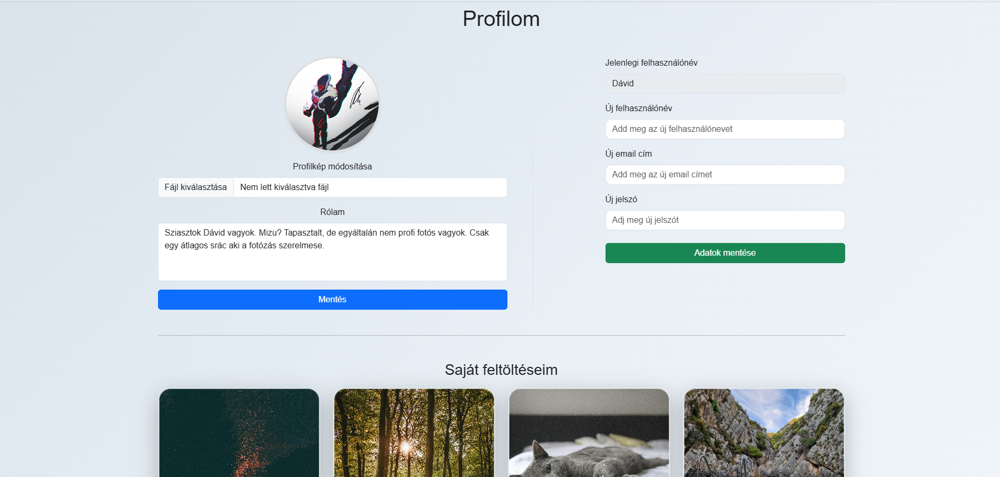 Profilom
Profilkép módosítása
Fájl kiválasztása Nem lett kiválasztva fájl
Rólam
Sziasztok Dávid vagyok. Mizu? Tapasztalt, de egyáltalán nem profi fotós vagyok. Csak
egy átlagos srác aki a fotózás szerelmese.
Mentés
Jelenlegi felhasználónév
Dávid
Új felhasználónév
Add meg az új felhasználónevet
Új email cím
Add meg az új email címet
Új jelszó
Adj meg új jelszót
Adatok mentése
Saját feltöltéseim